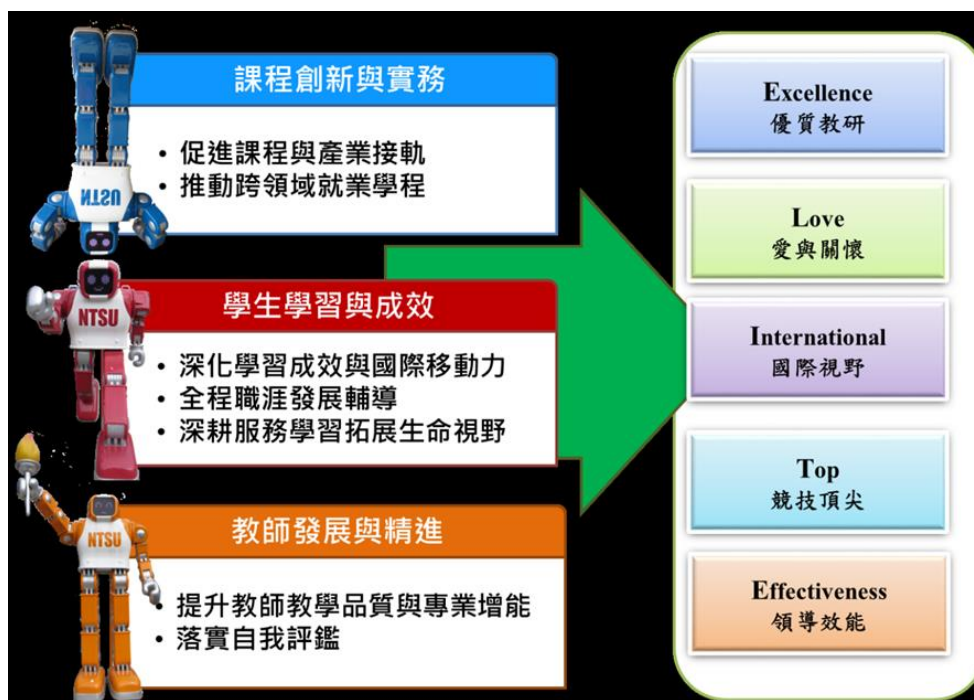 課程創新與實務
• 促進課程與產業接軌
• 推動跨領域就業學程
NTSU
學生學習與成效
NTSU
• 深化學習成效與國際移動力
• 全程職涯發展輔導
• 深耕服務學習拓展生命視野
教師發展與精進
NTSU
• 提升教師教學品質與專業增能
• 落實自我評鑑
Excellence
優質教研
Love
愛與關懷
International
國際視野
Top
競技頂尖
Effectiveness
領導效能